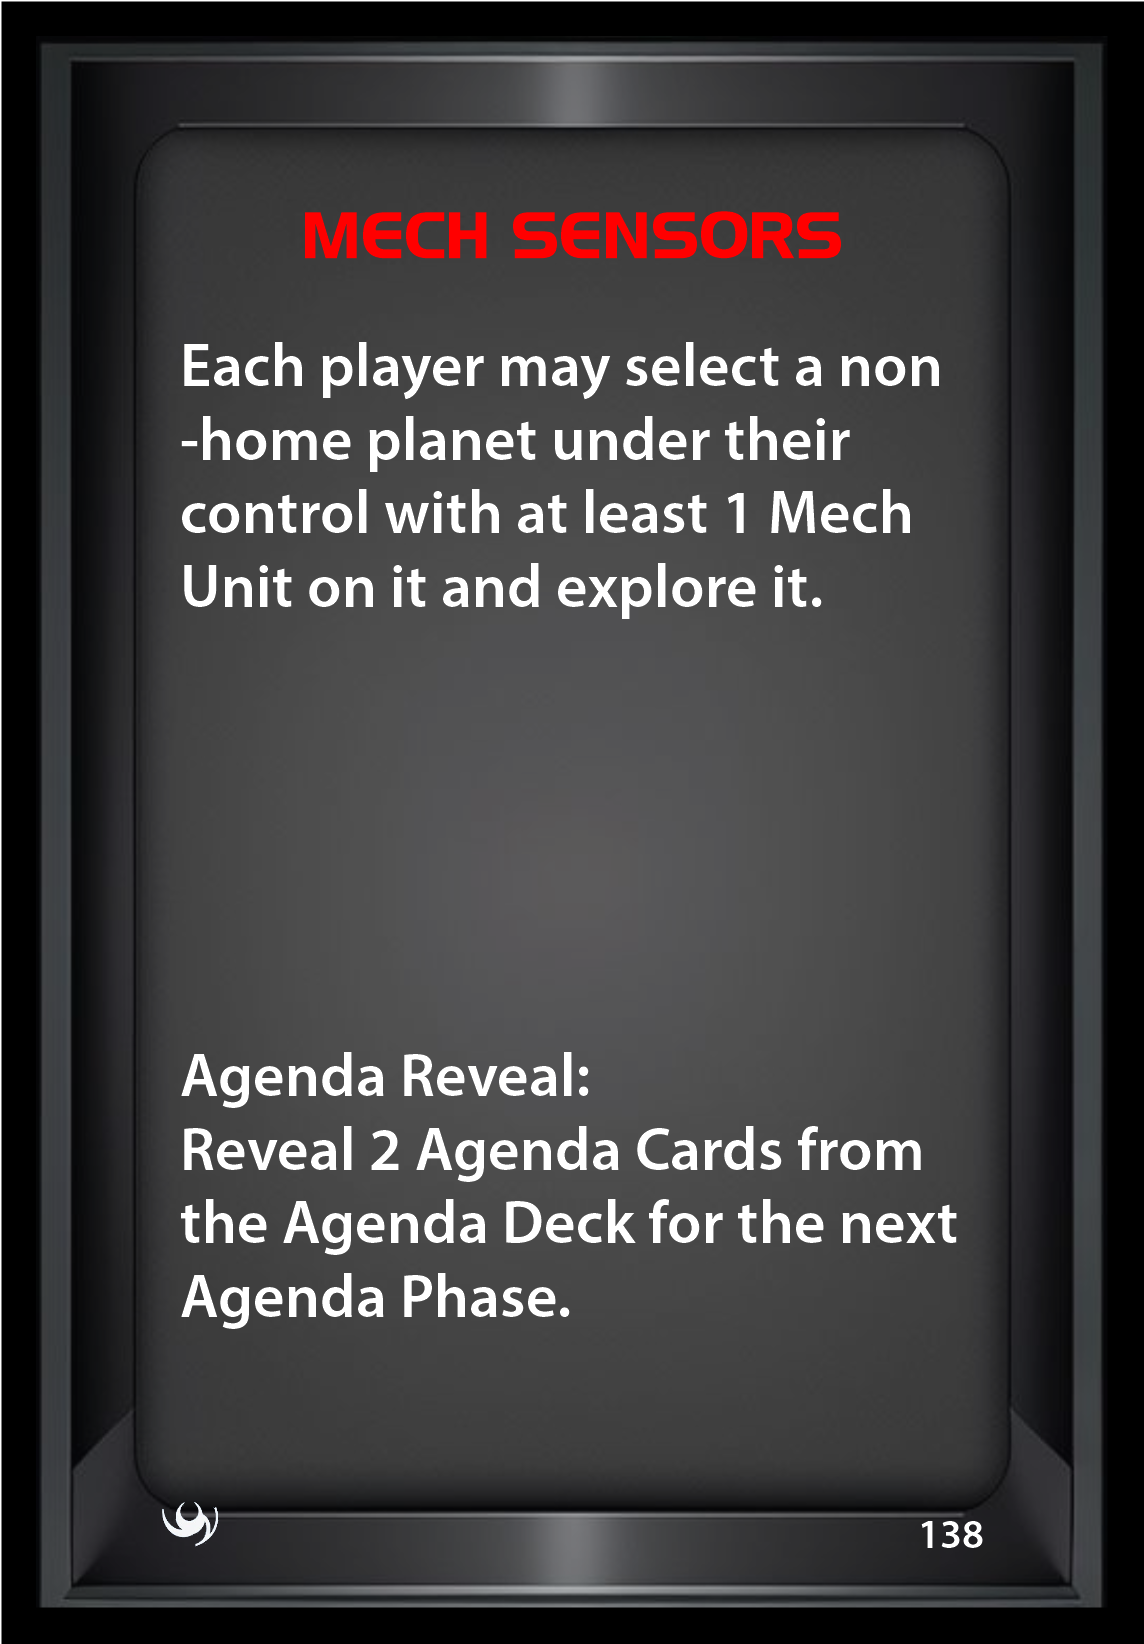 MECH SENSORS
Each player may select a non
-home planet under their
control with at least 1 Mech
Unit on it and explore it.
Agenda Reveal:
Reveal 2 Agenda Cards from
the Agenda Deck for the next
Agenda Phase.
138